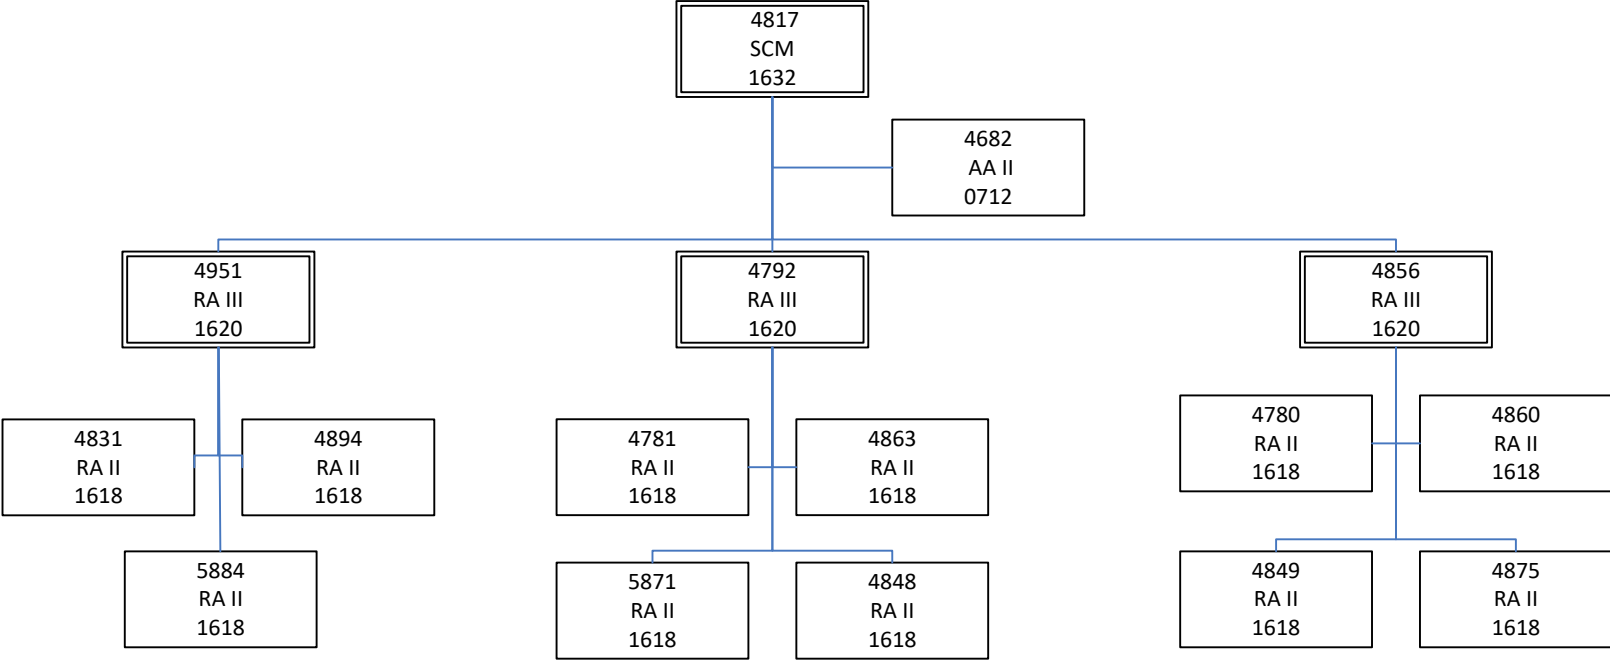 4817
SCM
1632
4682
AA II
0712
4951
RA III
1620
4792
RA III
1620
4856
RA III
1620
4831
RA II
1618
4894
RA II
1618
5884
RA II
1618
4781
RA II
1618
4863
RA II
1618
5871
RA II
1618
4848
RA II
1618
4780
RA II
1618
4860
RA II
1618
4849
RA II
1618
4875
RA II
1618